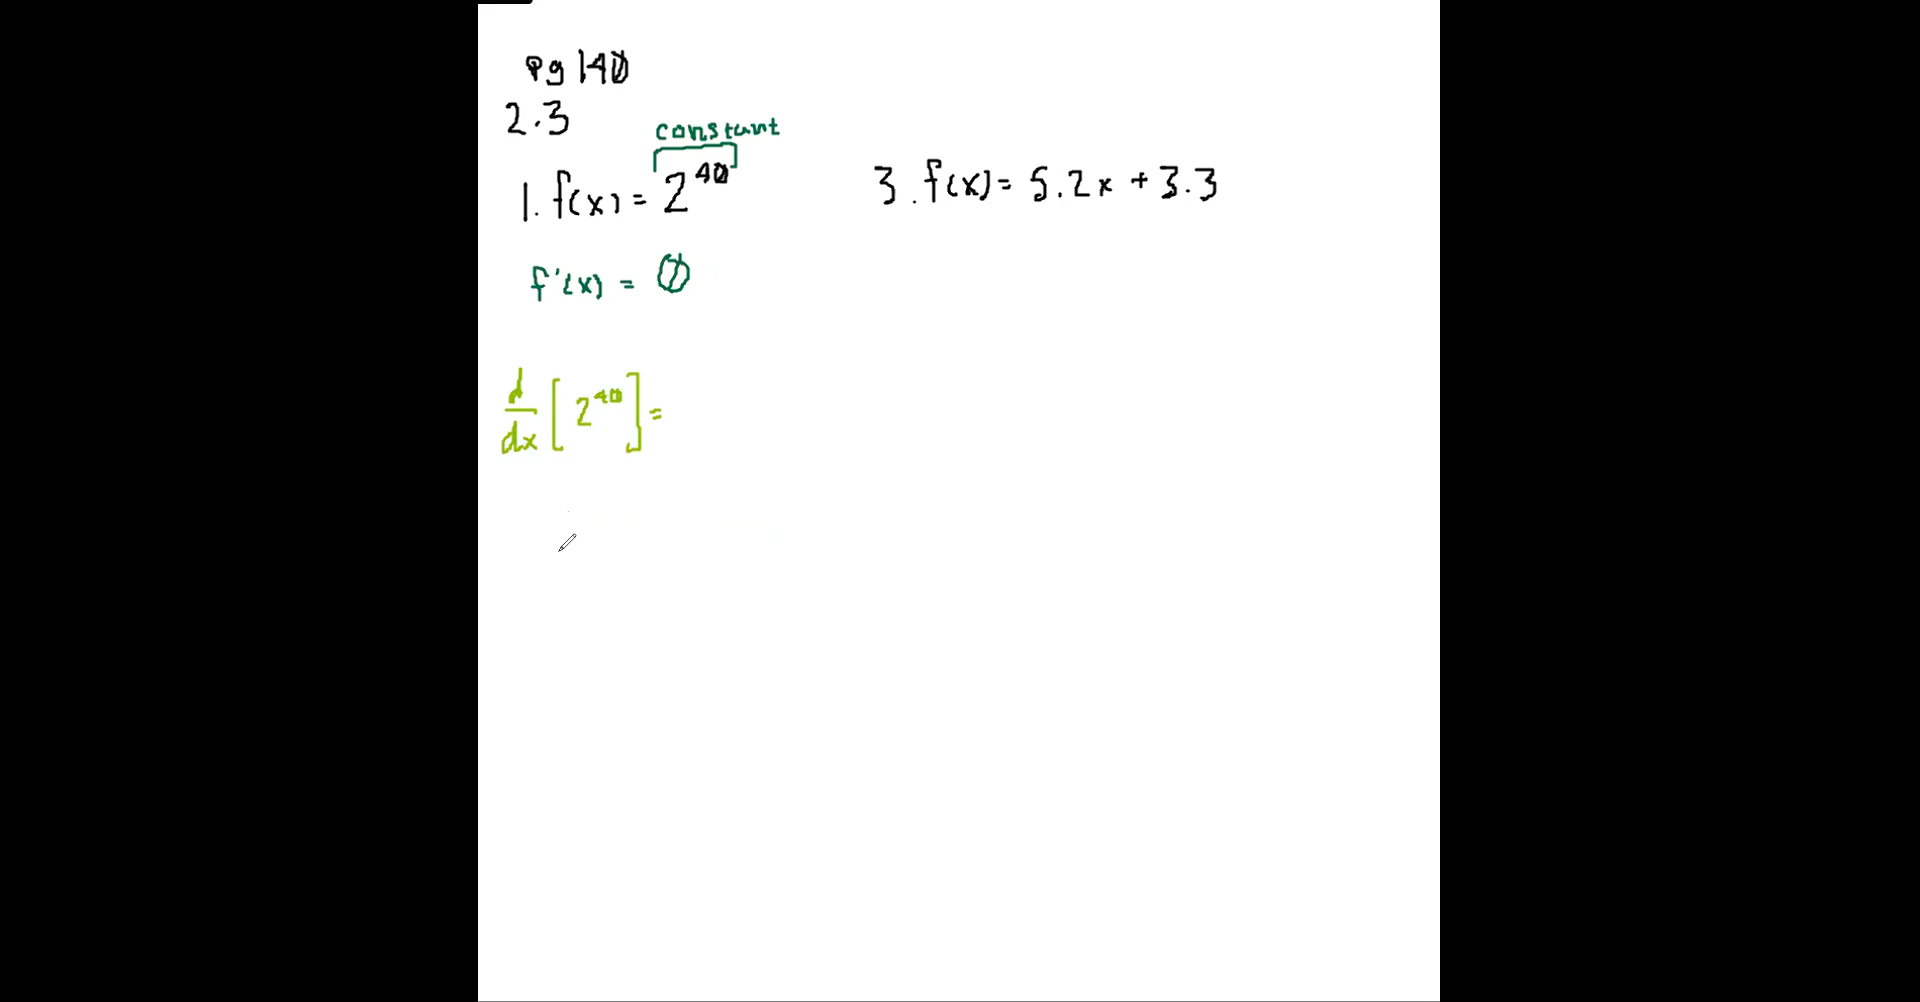 Pg 140
2.3
constant
1. f(x) = 2^40
f'(x) = 0
d/dx [2^40] =
3. f(x) = 5.2x + 3.3